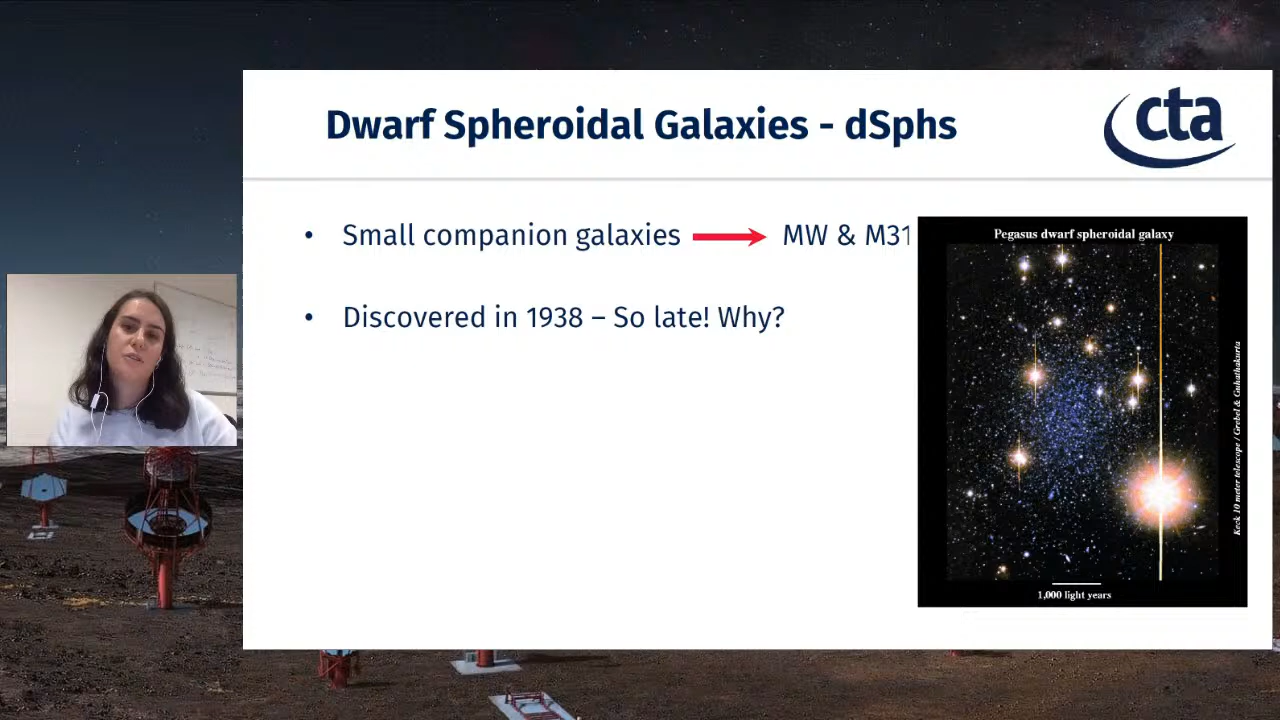 Dwarf Spheroidal Galaxies - dSphs
cta
• Small companion galaxies MW & M31
• Discovered in 1938 – So late! Why?
Pegasus dwarf spheroidal galaxy
Keck 10 meter telescope / Grebel & Guhathakurta
1,000 light years